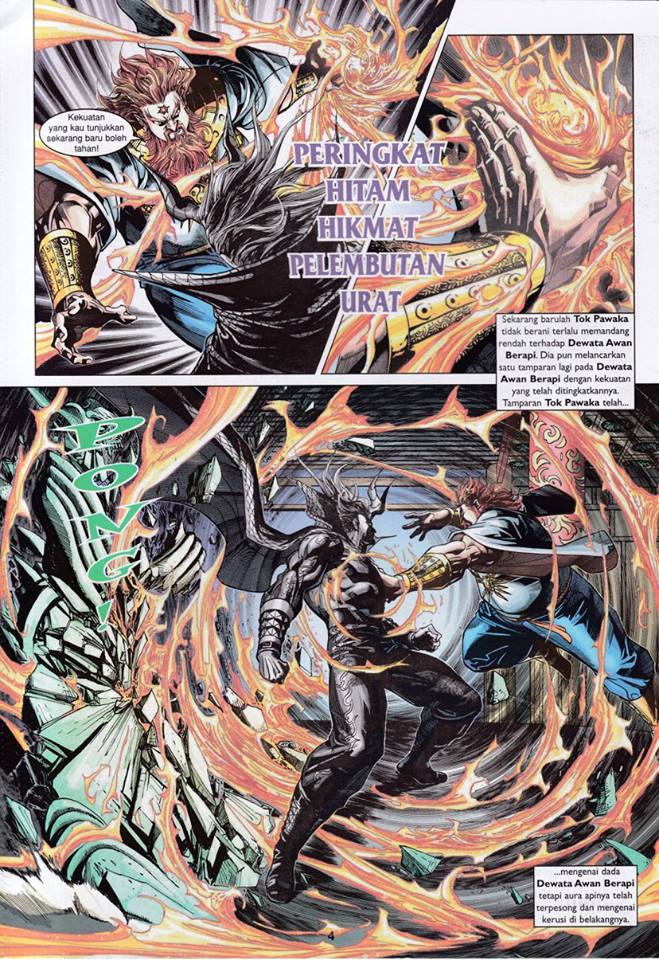 Kekuatan
yang kau tunjukkan
sekarang baru boleh
tahan!
PERINGKAT
HITAM
HIKMAT
PELEMBUTAN
URAT
Sekarang barulah Tok Pawaka
tidak berani terlalu memandang
rendah terhadap Dewata Awan
Berapi. Dia pun melancarkan
satu tamparan lagi pada Dewata
Awan Berapi dengan kekuatan
yang telah ditingkatkannya.
Tamparan Tok Pawaka telah...
PONG!
...mengenai dada
Dewata Awan Berapi
tetapi aura apinya telah
terpesong dan mengenai
kerusi di belakangnya.
4